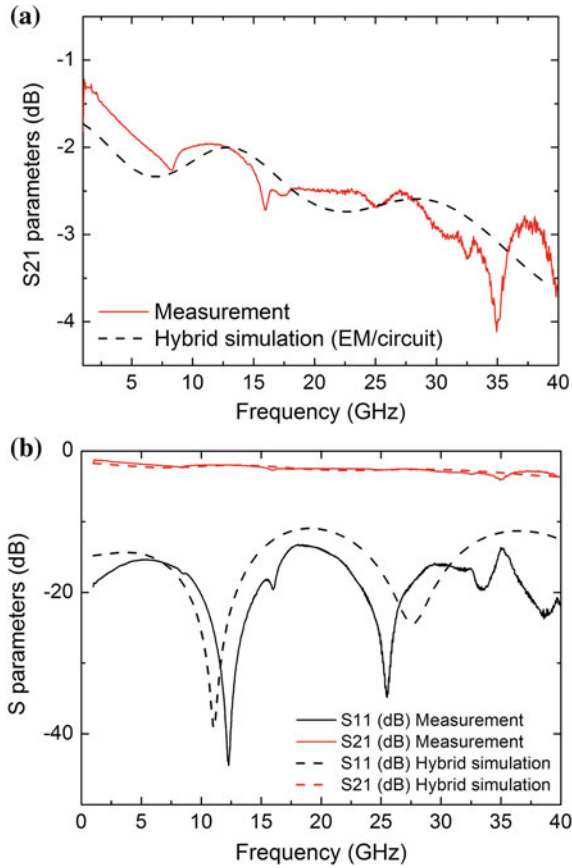 (a)
-1
-2
-3
-4
S21 parameters (dB)
Measurement
Hybrid simulation (EM/circuit)
5 10 15 20 25 30 35 40
Frequency (GHz)
(b)
0
-20
-40
S parameters (dB)
S11 (dB) Measurement
S21 (dB) Measurement
S11 (dB) Hybrid simulation
S21 (dB) Hybrid simulation
0 5 10 15 20 25 30 35 40
Frequency (GHz)